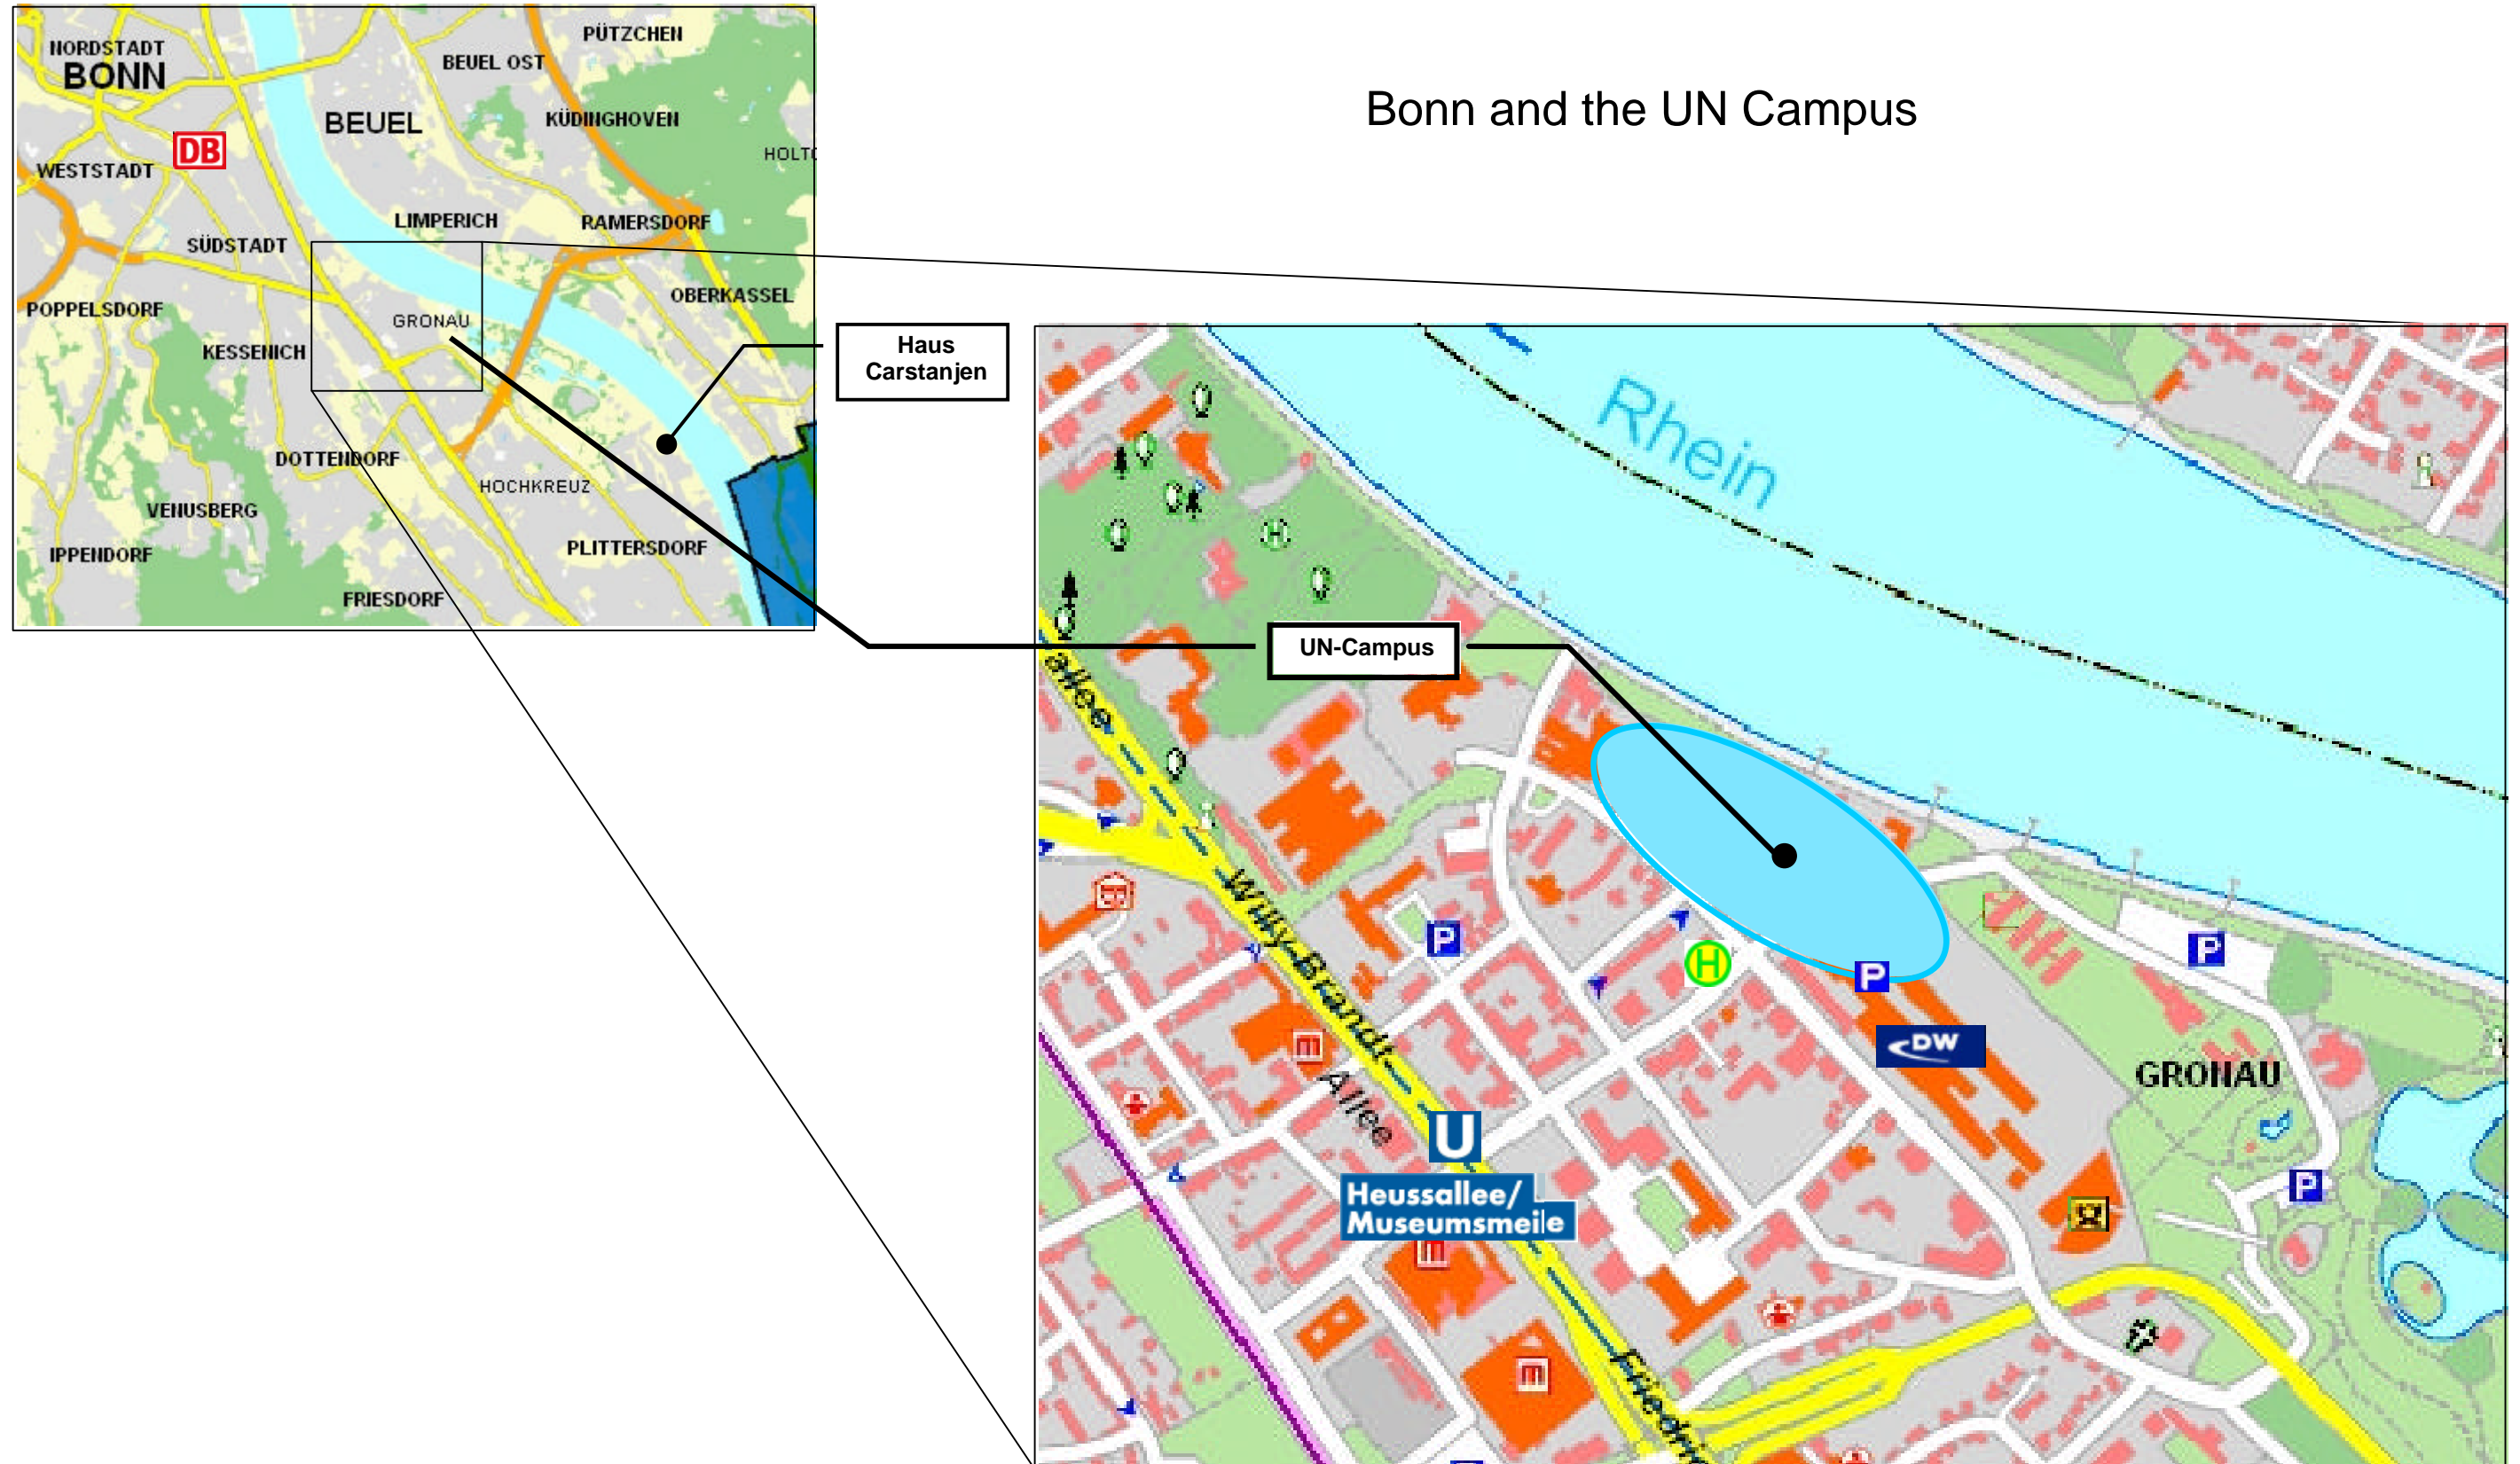 Bonn and the UN Campus
NORDSTADT
BONN
PÜTZCHEN
BEUEL OST
BEUEL
KÜDINGHOVEN
DB
WESTSTADT
LIMPERICH
RAMERSDORF
SÜDSTADT
OBERKASSEL
POPPELSDORF
GRONAU
KESSENICH
DOTTENDORF
HOCHKREUZ
VENUSBERG
IPPENDORF
PLITTERSDORF
FRIESDORF
Haus
Carstanjen
UN-Campus
Rhein
allee
Willy-Brandt-
Allee
P
P
H
P
DW
GRONAU
U
Heussallee/
Museumsmeile
P
m
m
m
H